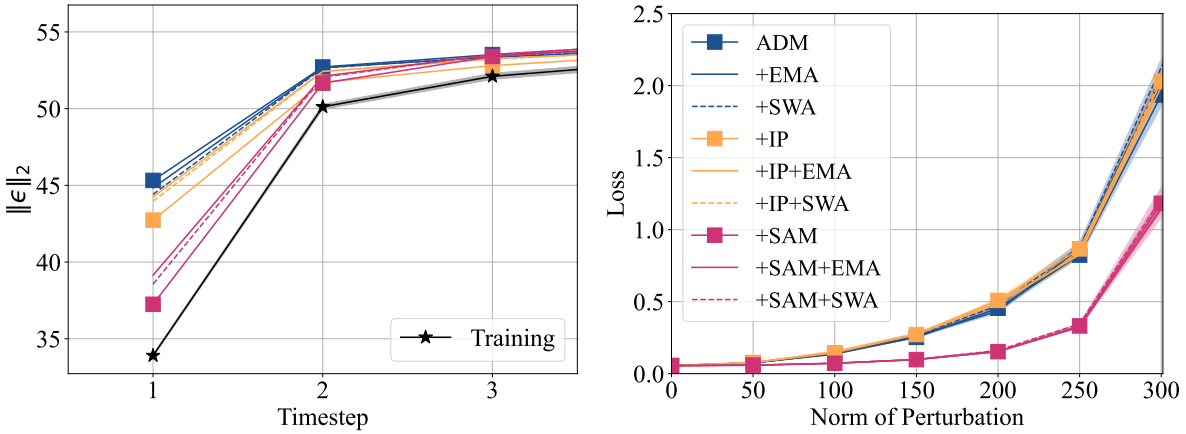 ‖ϵ‖₂
55
50
45
40
35
1
2
3
Timestep
Training
Loss
2.5
2.0
1.5
1.0
0.5
0.0
0
50
100
150
200
250
300
Norm of Perturbation
ADM
+EMA
+SWA
+IP
+IP+EMA
+IP+SWA
+SAM
+SAM+EMA
+SAM+SWA